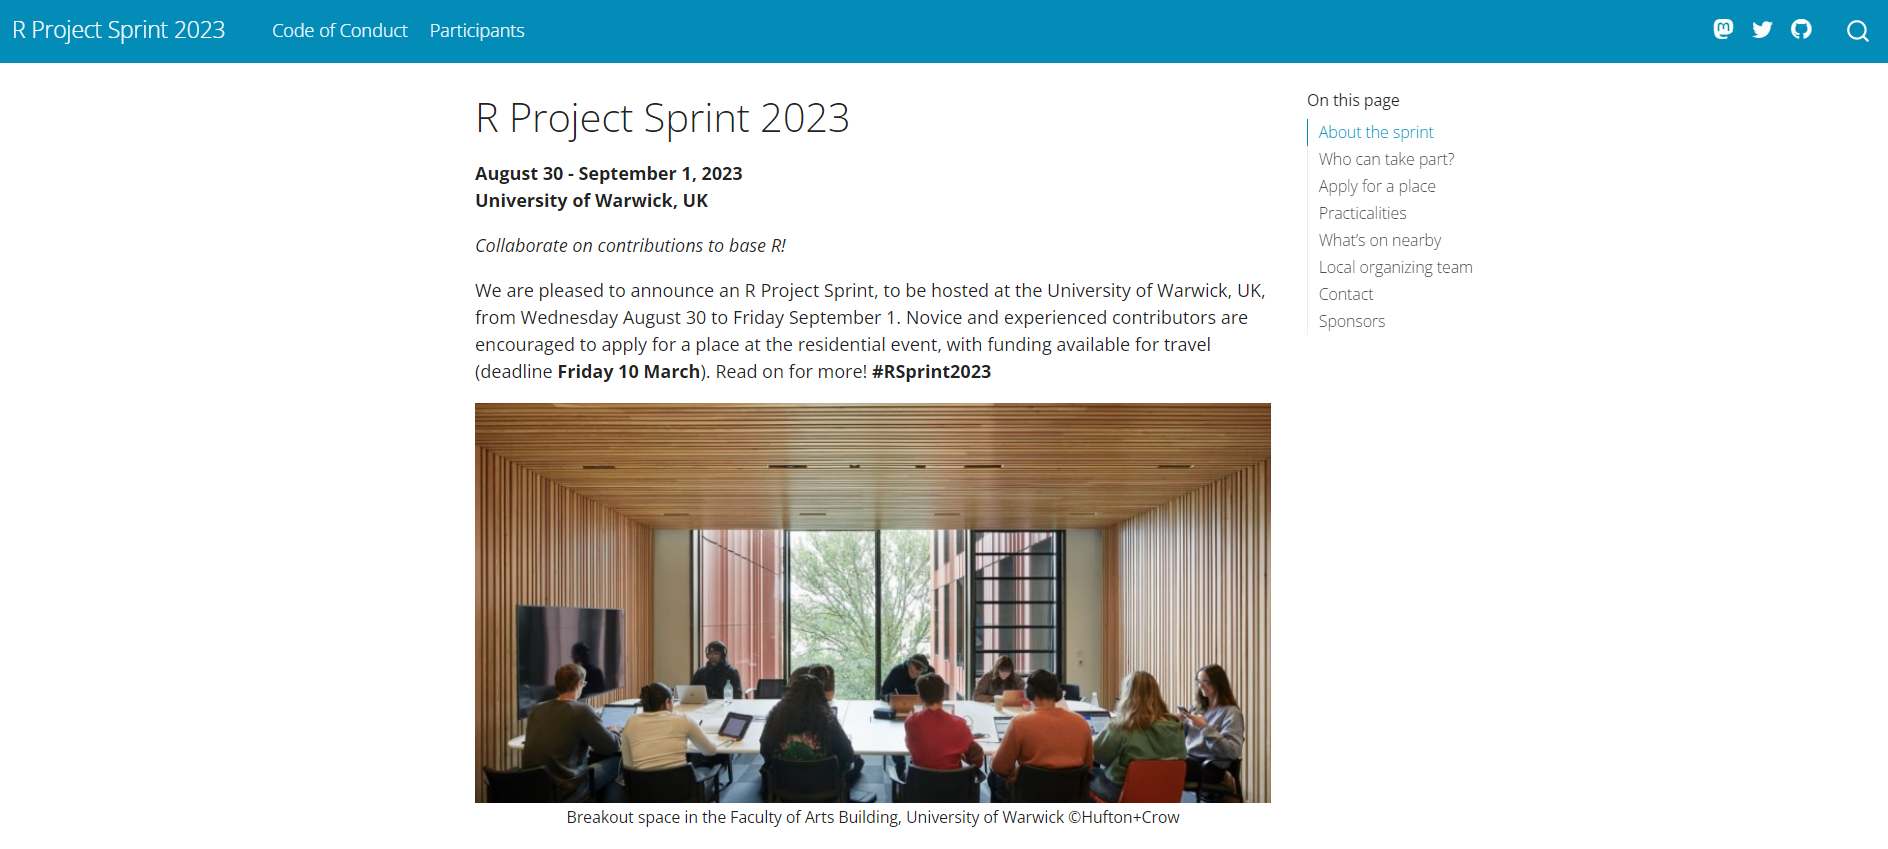 R Project Sprint 2023
Code of Conduct
Participants
R Project Sprint 2023
August 30 - September 1, 2023
University of Warwick, UK
Collaborate on contributions to base R!
We are pleased to announce an R Project Sprint, to be hosted at the University of Warwick, UK,
from Wednesday August 30 to Friday September 1. Novice and experienced contributors are
encouraged to apply for a place at the residential event, with funding available for travel
(deadline Friday 10 March). Read on for more! #RSprint2023
Breakout space in the Faculty of Arts Building, University of Warwick ©Hufton+Crow
On this page
About the sprint
Who can take part?
Apply for a place
Practicalities
What’s on nearby
Local organizing team
Contact
Sponsors